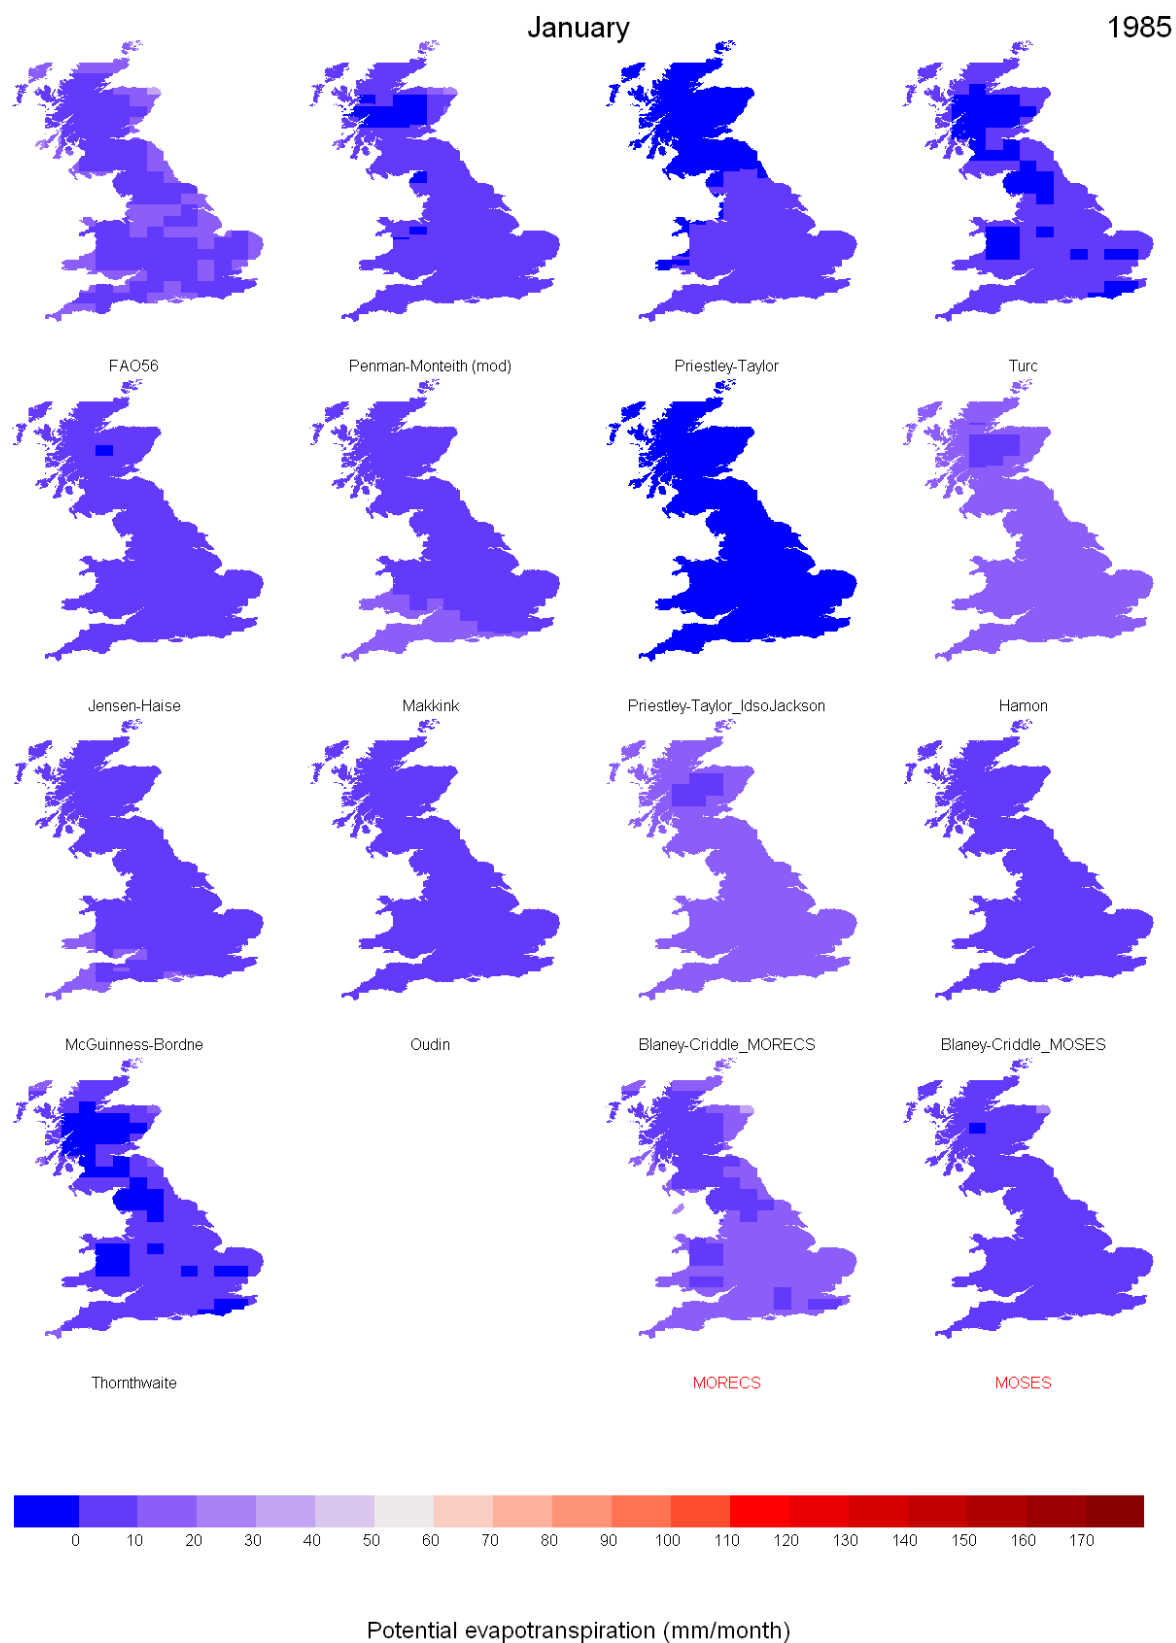 January 1985
FAO56 Penman-Monteith (mod) Priestley-Taylor Turc
Jensen-Haise Makkink Priestley-Taylor_IdsoJackson Hamon
McGuinness-Bordne Oudin Blaney-Criddle_MORECS Blaney-Criddle_MOSES
Thornthwaite MORECS MOSES
0 10 20 30 40 50 60 70 80 90 100 110 120 130 140 150 160 170
Potential evapotranspiration (mm/month)